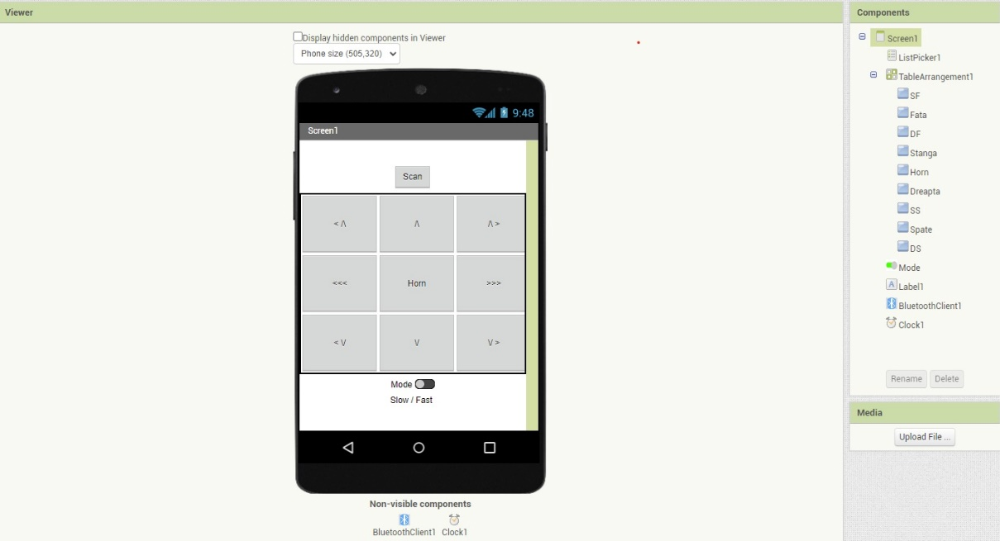 Viewer
Display hidden components in Viewer
Phone size (505,320)
9:48
Screen1
Scan
< /\
/\
/\ >
<<<
Horn
>>>
< \/
\/
\/ >
Mode
Slow / Fast
Non-visible components
BluetoothClient1 Clock1
Components
Screen1
ListPicker1
TableArrangement1
SF
Fata
DF
Stanga
Horn
Dreapta
SS
Spate
DS
Mode
A Label1
BluetoothClient1
Clock1
Rename Delete
Media
Upload File ...